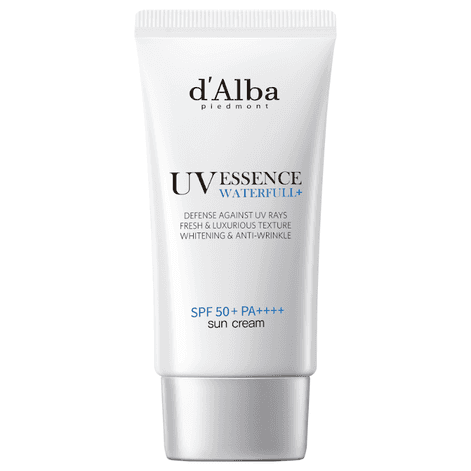 d'Alba
piedmont
UV ESSENCE
WATERFULL+
DEFENSE AGAINST UV RAYS
FRESH & LUXURIOUS TEXTURE
WHITENING & ANTI-WRINKLE
SPF 50+ PA++++
sun cream